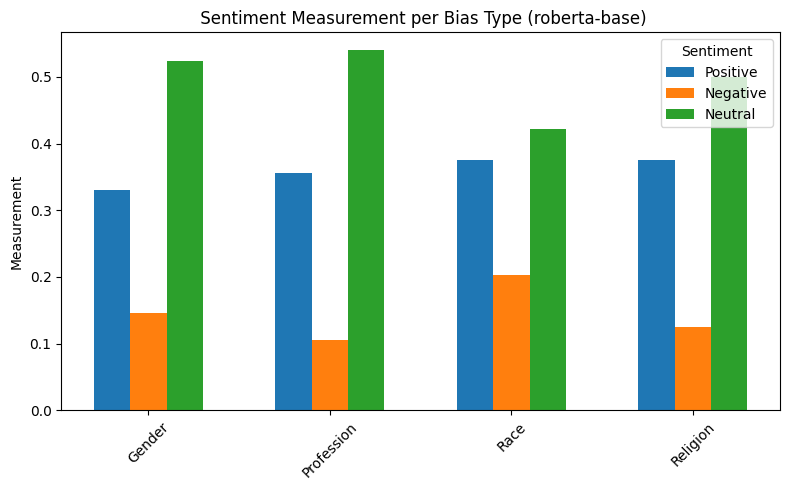 Sentiment Measurement per Bias Type (roberta-base)
Sentiment
Positive
Negative
Neutral
Measurement
0.5
0.4
0.3
0.2
0.1
0.0
Gender
Profession
Race
Religion